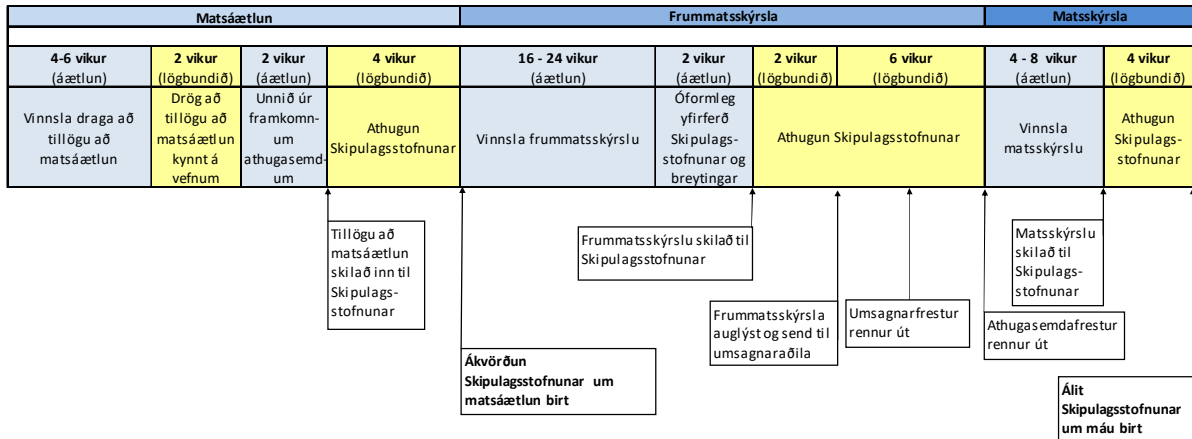 Matsáætlun
Frummatsskýrsla
Matsskýrsla
4-6 vikur
(áætlun)
2 vikur
(lögbundið)
2 vikur
(áætlun)
4 vikur
(lögbundið)
16 - 24 vikur
(áætlun)
2 vikur
(áætlun)
2 vikur
(lögbundið)
6 vikur
(lögbundið)
4 - 8 vikur
(áætlun)
4 vikur
(lögbundið)
Vinnsla draga að
tillögu að
matsáætlun
Drög að
tillögu að
matsáætlun
kynnt á
vefnum
Unnið úr
framkomn-
um
athugasemd-
um
Athugun
Skipulagsstofnunar
Vinnsla frummatsskýrslu
Óformleg
yfirferð
Skipulags-
stofnunar og
breytingar
Athugun Skipulagsstofnunar
Vinnsla
matsskýrslu
Athugun
Skipulags-
stofnunar
Tillögu að
matsáætlun
skilað inn til
Skipulags-
stofnunar
Frummatsskýrslu skilað til
Skipulagsstofnunar
Matsskýrslu
skilað til
Skipulags-
stofnunar
Frummatsskýrsla
auglýst og send til
umsagnaraðila
Umsagnarfrestur
rennur út
Athugasemdafrestur
rennur út
Ákvörðun
Skipulagsstofnunar um
matsáætlun birt
Álit
Skipulagsstofnunar
um máu birt